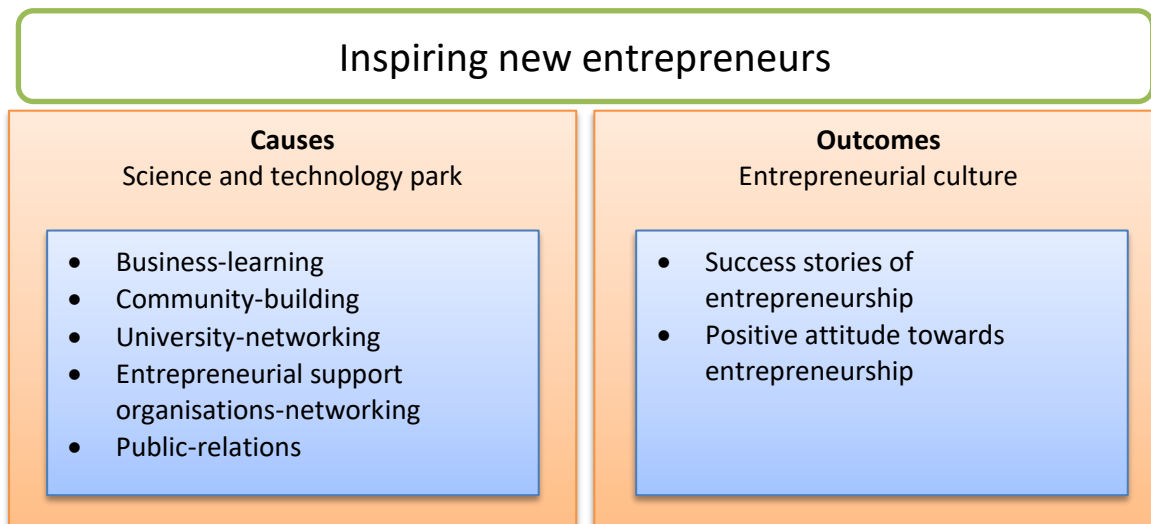 Inspiring new entrepreneurs
Causes
Science and technology park
• Business-learning
• Community-building
• University-networking
• Entrepreneurial support
organisations-networking
• Public-relations
Outcomes
Entrepreneurial culture
• Success stories of
entrepreneurship
• Positive attitude towards
entrepreneurship